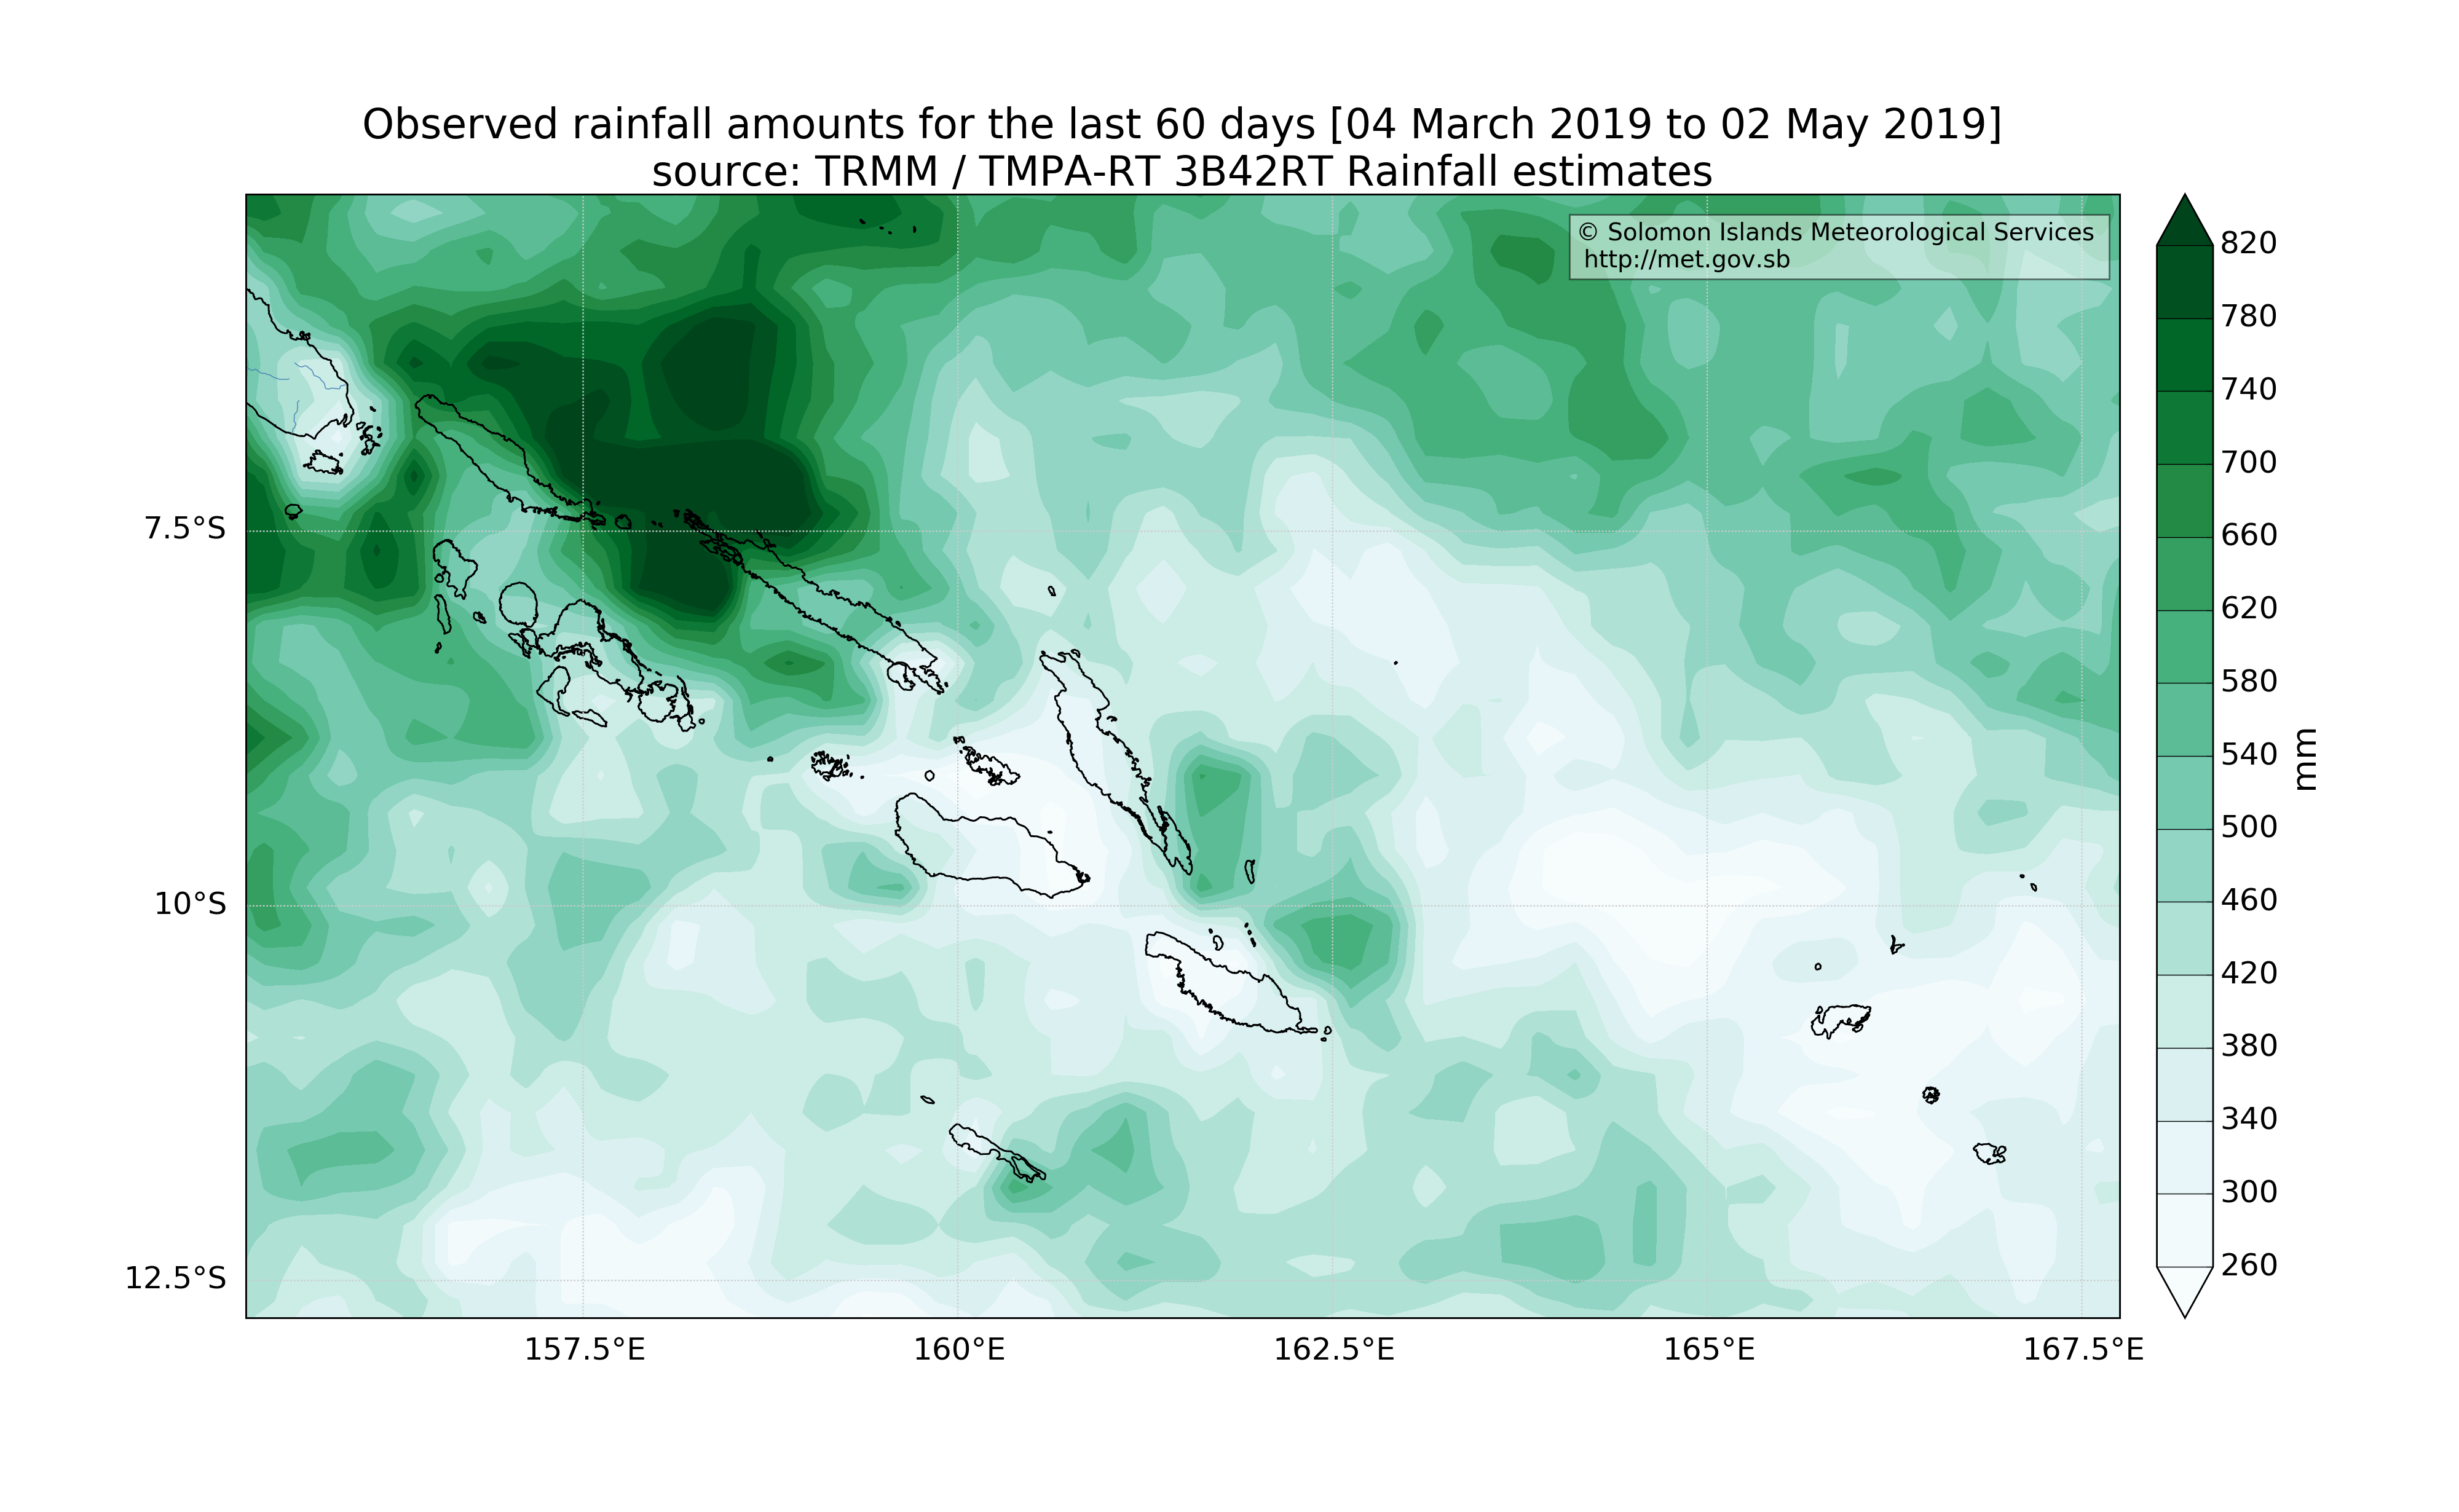 Observed rainfall amounts for the last 60 days [04 March 2019 to 02 May 2019]
source: TRMM / TMPA-RT 3B42RT Rainfall estimates
© Solomon Islands Meteorological Services
http://met.gov.sb
820
780
740
700
660
620
580
540
500
460
420
380
340
300
260
mm
7.5°S
10°S
12.5°S
157.5°E
160°E
162.5°E
165°E
167.5°E